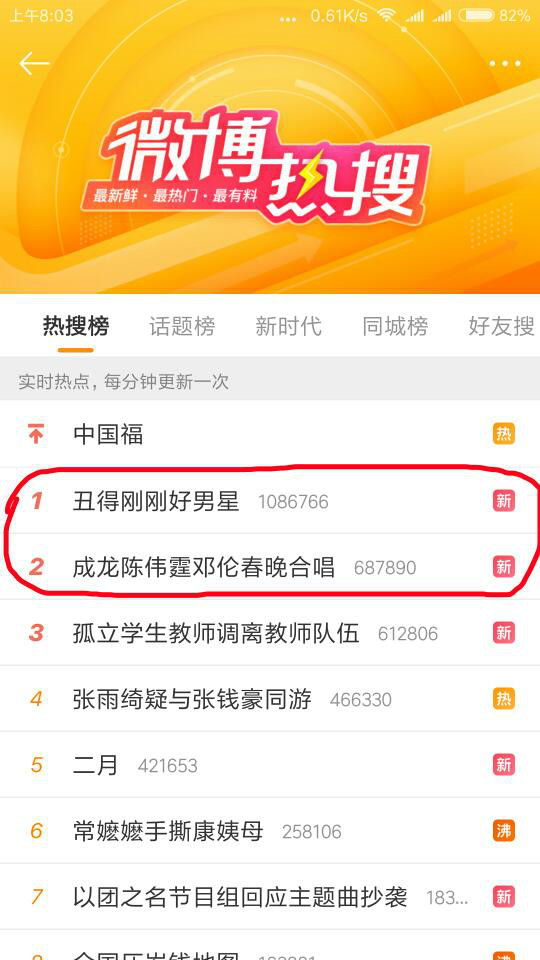 上午8:03 ... 0.61K/s 82%
微博热搜
最新鲜·最热门·最有料
热搜榜 话题榜 新时代 同城榜 好友搜
实时热点，每分钟更新一次
中国福 热
1 丑得刚刚好男星 1086766 新
2 成龙陈伟霆邓伦春晚合唱 687890 新
3 孤立学生教师调离教师队伍 612806 新
4 张雨绮疑与张钱豪同游 466330 热
5 二月 421653 新
6 常嬷嬷手撕康姨母 258106 沸
7 以团之名节目组回应主题曲抄袭 183... 新